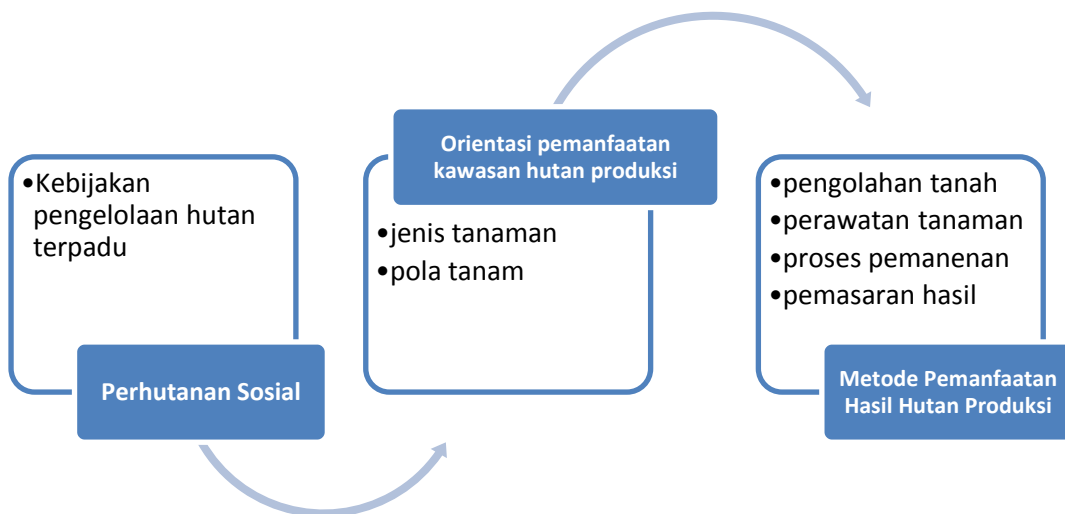 •Kebijakan
pengelolaan hutan
terpadu
Perhutanan Sosial
Orientasi pemanfaatan
kawasan hutan produksi
•jenis tanaman
•pola tanam
•pengolahan tanah
•perawatan tanaman
•proses pemanenan
•pemasaran hasil
Metode Pemanfaatan
Hasil Hutan Produksi